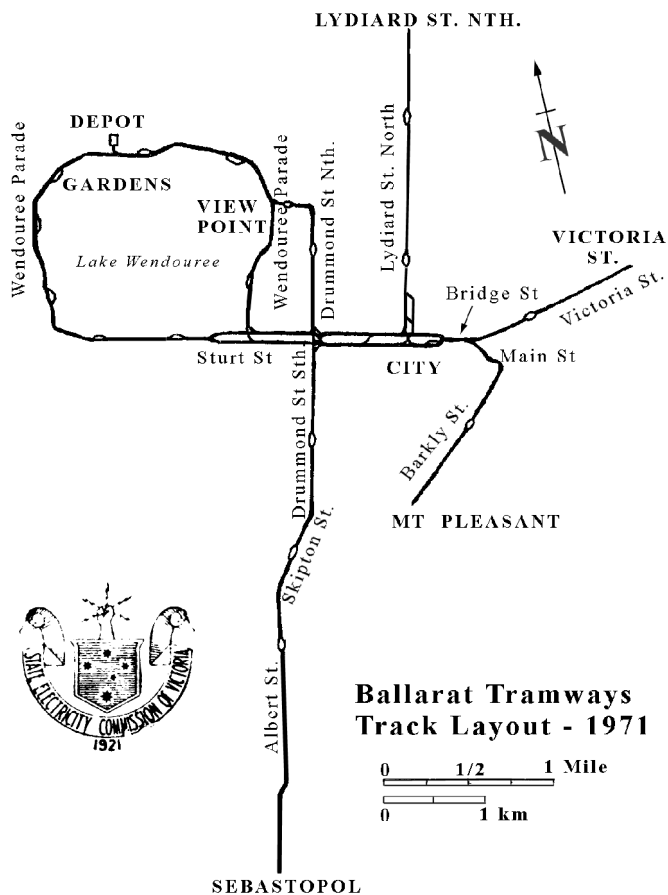 LYDIARD ST. NTH.
DEPOT
Wendouree Parade
GARDENS
VIEW
POINT
Wendouree Parade
Drummond St Nth.
Lydiard St. North
N
Lake Wendouree
VICTORIA
ST.
Victoria St.
Bridge St
Sturt St
CITY
Main St
Drummond St Sth.
Barkly St.
MT PLEASANT
Skipton St.
STATE ELECTRICITY COMMISSION OF VICTORIA
1921
Albert St.
Ballarat Tramways
Track Layout - 1971
0 1/2 1 Mile
0 1 km
SEBASTOPOL